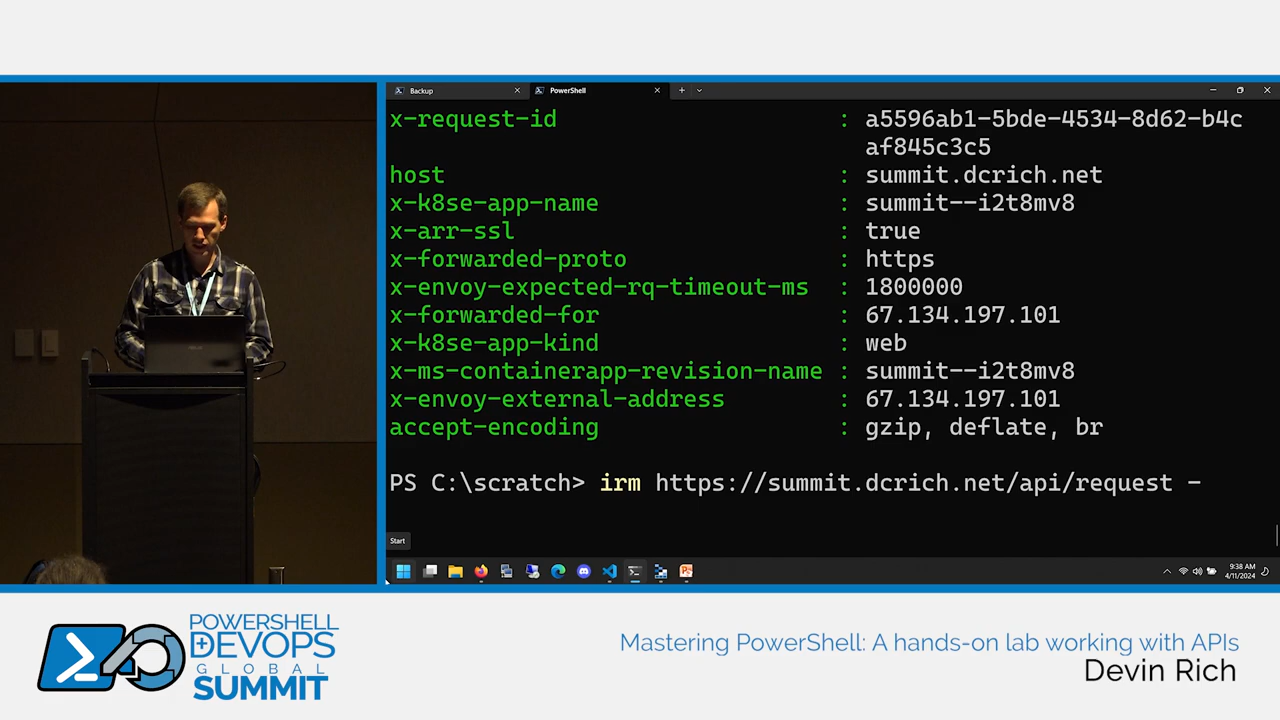 Backup
PowerShell
x-request-id : a5596ab1-5bde-4534-8d62-b4c
af845c3c5
host : summit.dcrich.net
x-k8se-app-name : summit--i2t8mv8
x-arr-ssl : true
x-forwarded-proto : https
x-envoy-expected-rq-timeout-ms : 1800000
x-forwarded-for : 67.134.197.101
x-k8se-app-kind : web
x-ms-containerapp-revision-name : summit--i2t8mv8
x-envoy-external-address : 67.134.197.101
accept-encoding : gzip, deflate, br
PS C:\scratch> irm https://summit.dcrich.net/api/request -
Start
9:38 AM
4/11/2024
POWERSHELL
DEVOPS
GLOBAL
SUMMIT
Mastering PowerShell: A hands-on lab working with APIs
Devin Rich